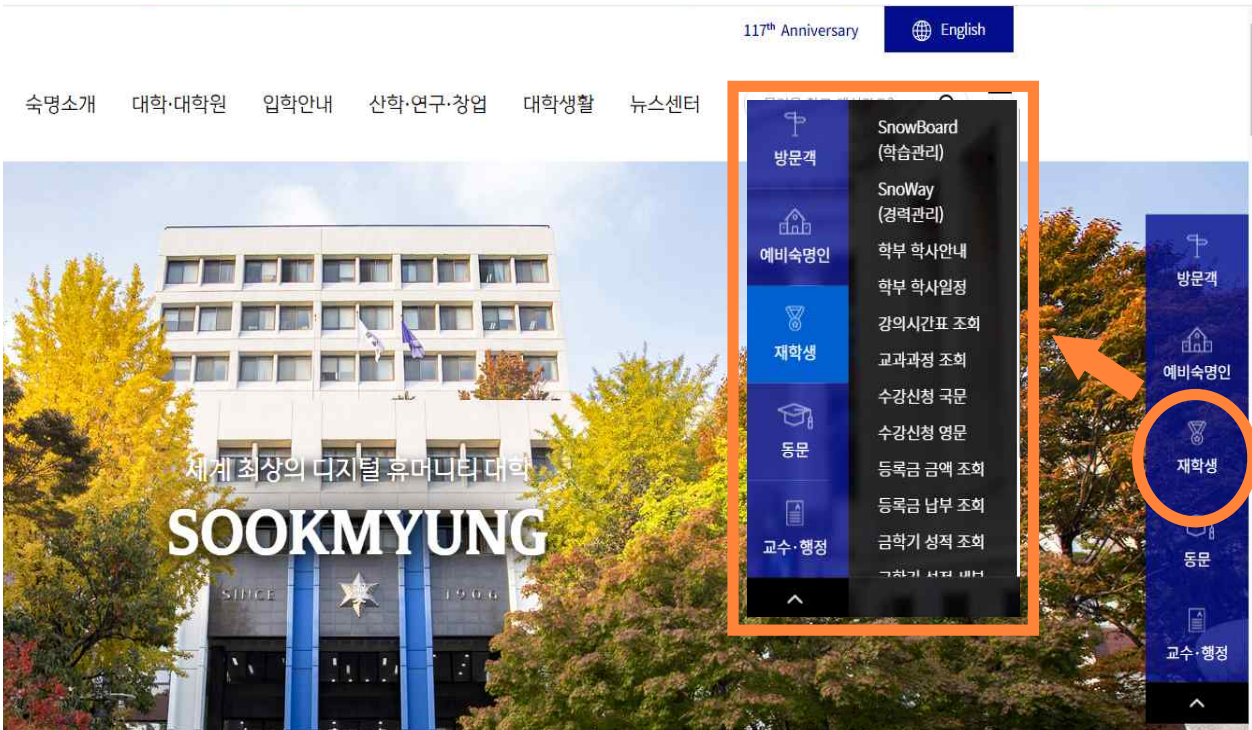 117th Anniversary
English
숙명소개 대학·대학원 입학안내 산학·연구·창업 대학생활 뉴스센터
방문객
예비숙명인
재학생
동문
교수·행정
SnowBoard
(학습관리)
SnoWay
(경력관리)
학부 학사안내
학부 학사일정
강의시간표 조회
교과과정 조회
수강신청 국문
수강신청 영문
등록금 금액 조회
등록금 납부 조회
금학기 성적 조회
방문객
예비숙명인
재학생
동문
교수·행정
세계 최상의 디지털 휴머니티 대학
SOOKMYUNG
SINCE 1906